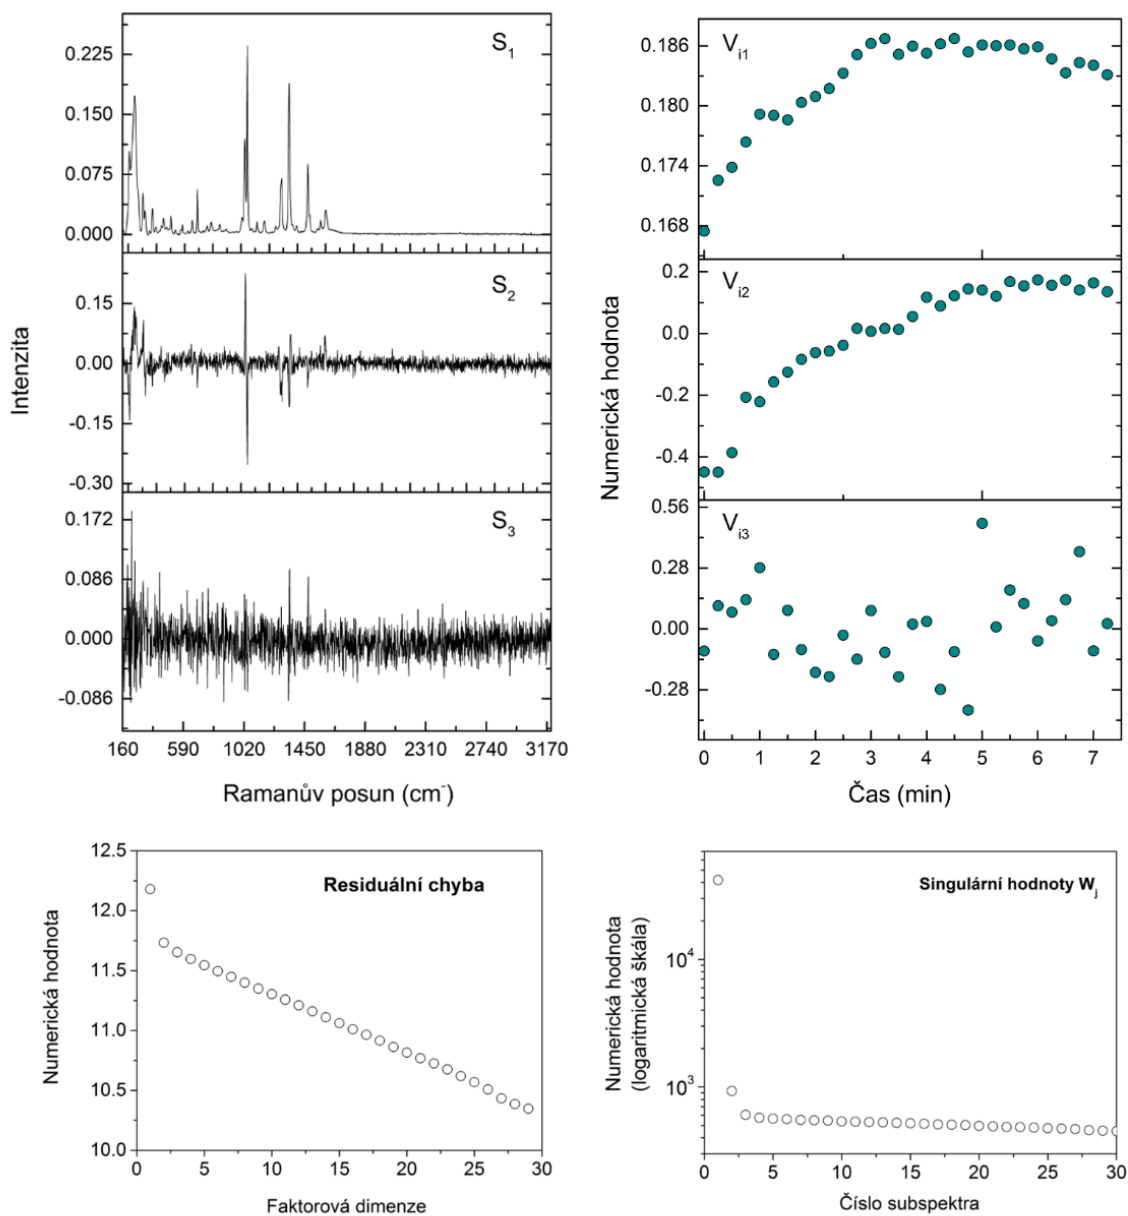 S1
0.225
0.150
0.075
0.000
S2
0.15
0.00
-0.15
-0.30
S3
0.172
0.086
0.000
-0.086
160 590 1020 1450 1880 2310 2740 3170
Intenzita
Ramanův posun (cm-)
Vi1
0.186
0.180
0.174
0.168
Vi2
0.2
0.0
-0.2
-0.4
Vi3
0.56
0.28
0.00
-0.28
0 1 2 3 4 5 6 7
Numerická hodnota
Čas (min)
Residuální chyba
12.5
12.0
11.5
11.0
10.5
10.0
0 5 10 15 20 25 30
Numerická hodnota
Faktorová dimenze
Singulární hodnoty Wj
10^4
10^3
0 5 10 15 20 25 30
Numerická hodnota
(logaritmická škála)
Číslo subspektra